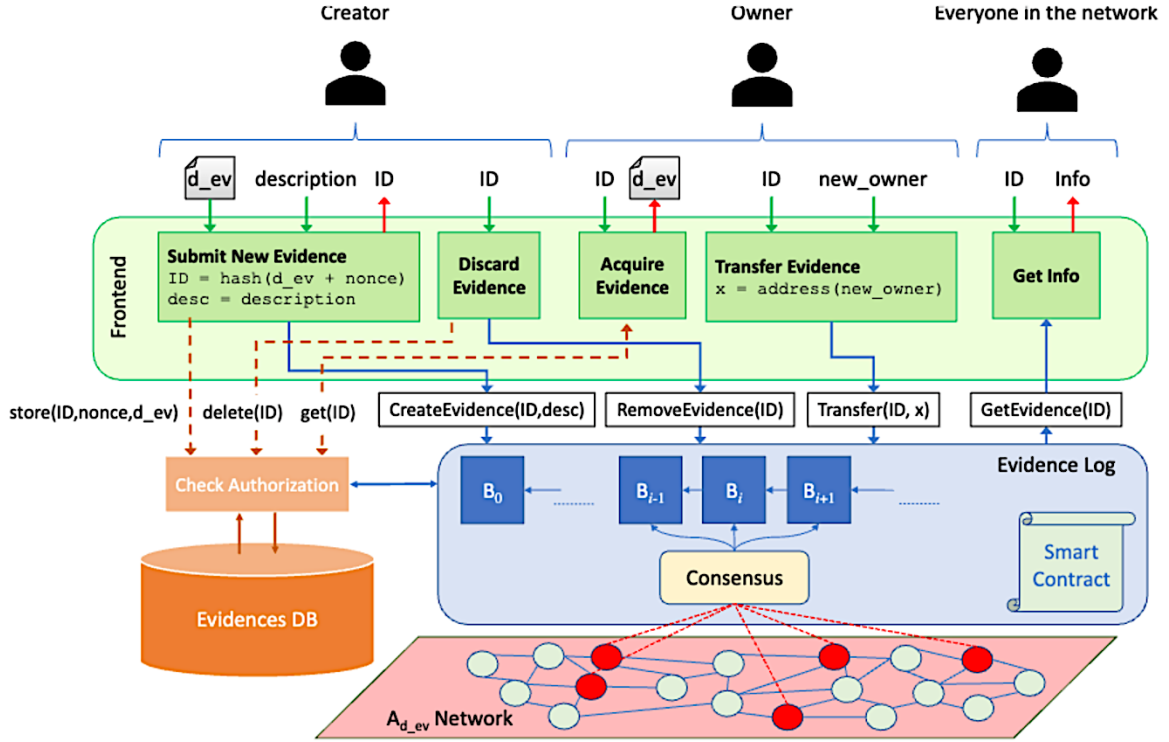 Creator
Owner
Everyone in the network
d_ev
description
ID
ID
ID
d_ev
ID
new_owner
ID
Info
Frontend
Submit New Evidence
ID = hash(d_ev + nonce)
desc = description
Discard
Evidence
Acquire
Evidence
Transfer Evidence
x = address(new_owner)
Get Info
store(ID,nonce,d_ev)
delete(ID)
get(ID)
CreateEvidence(ID,desc)
RemoveEvidence(ID)
Transfer(ID, x)
GetEvidence(ID)
Evidence Log
Check Authorization
B0
..........
Bi-1
Bi
Bi+1
..........
Consensus
Smart
Contract
Evidences DB
Ad_ev Network